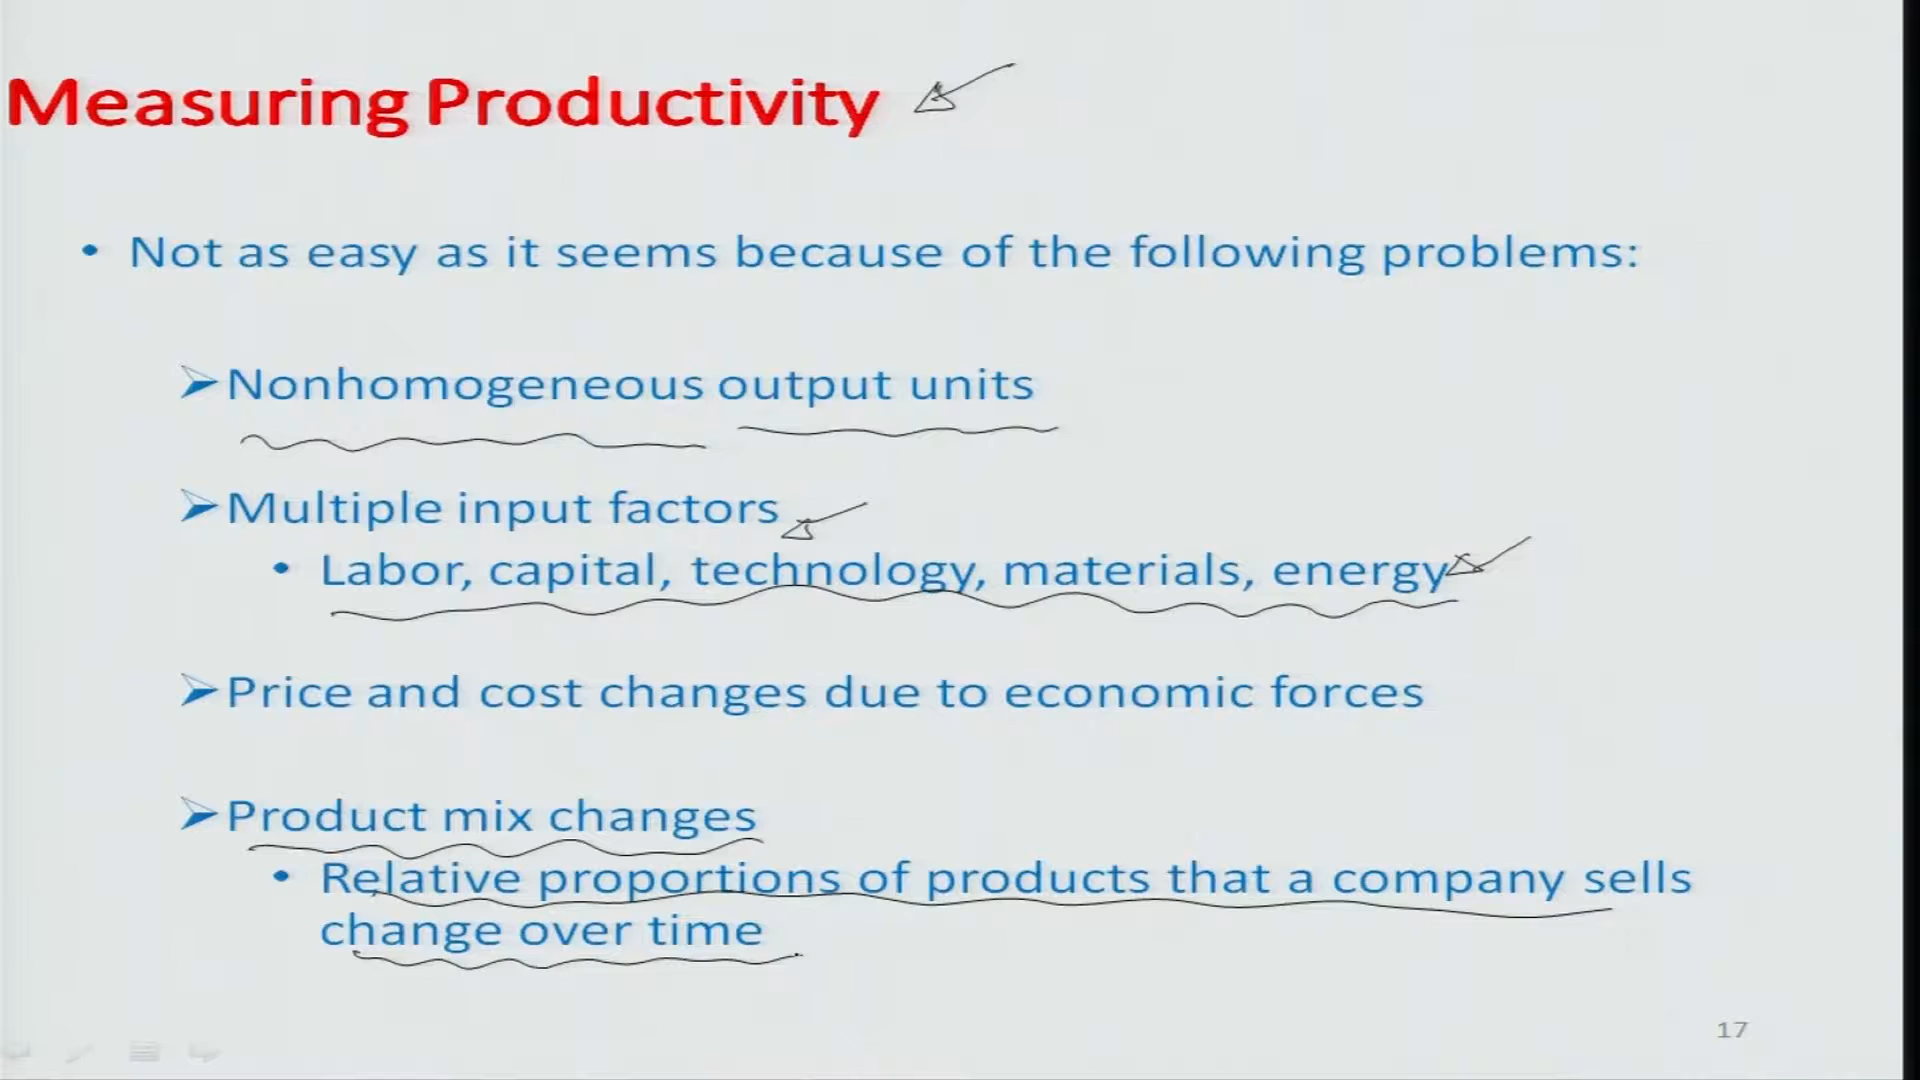 Measuring Productivity
• Not as easy as it seems because of the following problems:
➢Nonhomogeneous output units
➢Multiple input factors
• Labor, capital, technology, materials, energy
➢Price and cost changes due to economic forces
➢Product mix changes
• Relative proportions of products that a company sells
change over time
17